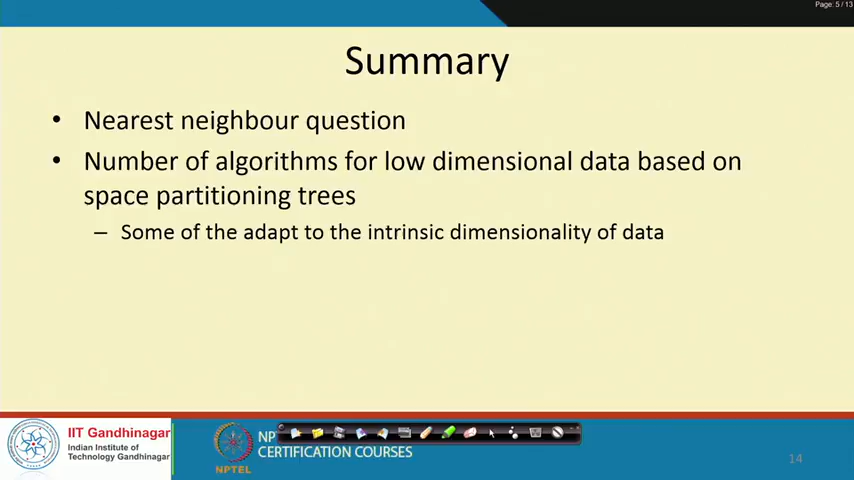 Page: 5 / 13
Summary
• Nearest neighbour question
• Number of algorithms for low dimensional data based on
space partitioning trees
– Some of the adapt to the intrinsic dimensionality of data
IIT Gandhinagar
Indian Institute of
Technology Gandhinagar
NPTEL
NP
CERTIFICATION COURSES
14